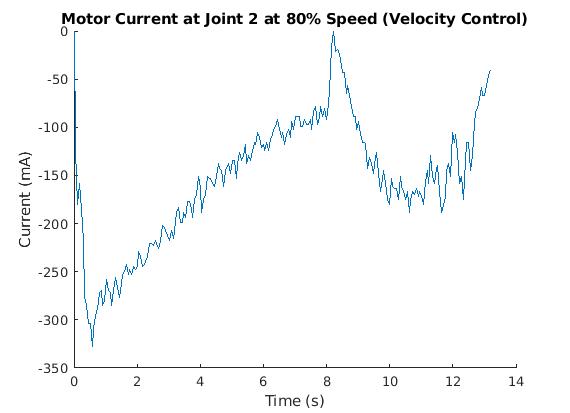 Motor Current at Joint 2 at 80% Speed (Velocity Control)
0
-50
-100
-150
-200
-250
-300
-350
Current (mA)
0 2 4 6 8 10 12 14
Time (s)